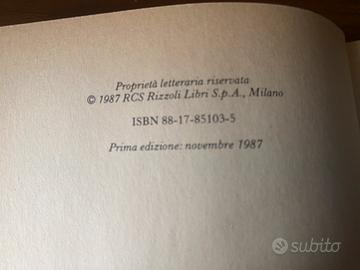 Proprietà letteraria riservata
© 1987 RCS Rizzoli Libri S.p.A., Milano
ISBN 88-17-85103-5
Prima edizione: novembre 1987
subito